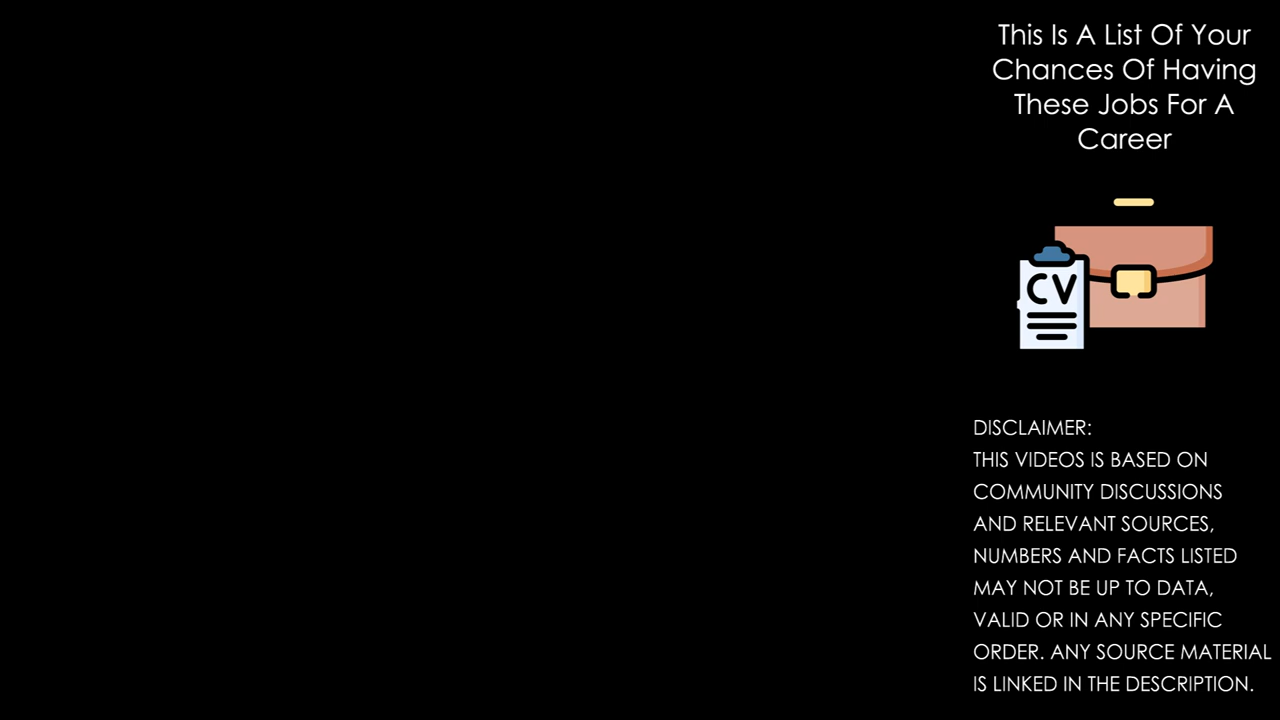 This Is A List Of Your
Chances Of Having
These Jobs For A
Career
CV
DISCLAIMER:
THIS VIDEOS IS BASED ON
COMMUNITY DISCUSSIONS
AND RELEVANT SOURCES,
NUMBERS AND FACTS LISTED
MAY NOT BE UP TO DATA,
VALID OR IN ANY SPECIFIC
ORDER. ANY SOURCE MATERIAL
IS LINKED IN THE DESCRIPTION.